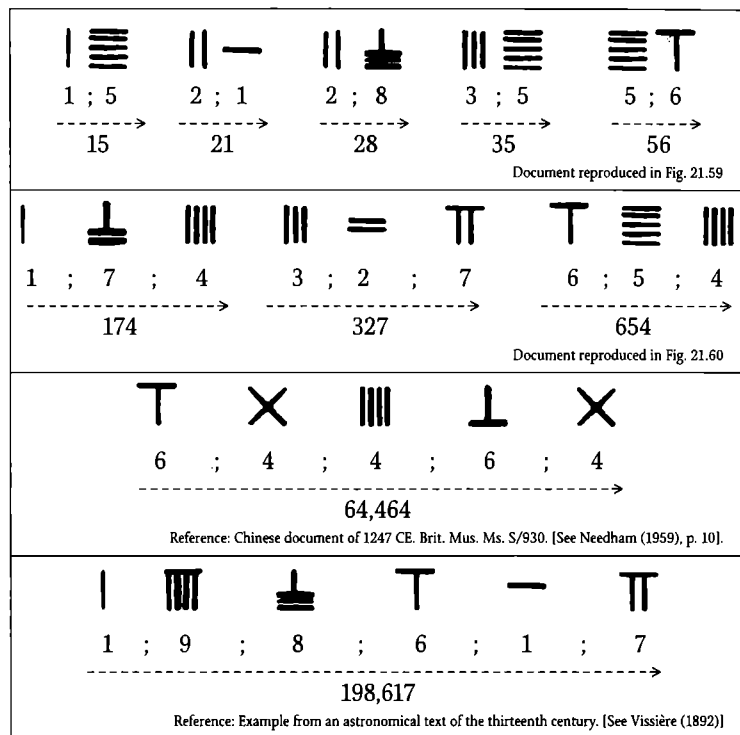 1 ; 5 2 ; 1 2 ; 8 3 ; 5 5 ; 6
15 21 28 35 56
Document reproduced in Fig. 21.59
1 ; 7 ; 4 3 ; 2 ; 7 6 ; 5 ; 4
174 327 654
Document reproduced in Fig. 21.60
6 ; 4 ; 4 ; 6 ; 4
64,464
Reference: Chinese document of 1247 CE. Brit. Mus. Ms. S/930. [See Needham (1959), p. 10].
1 ; 9 ; 8 ; 6 ; 1 ; 7
198,617
Reference: Example from an astronomical text of the thirteenth century. [See Vissière (1892)]